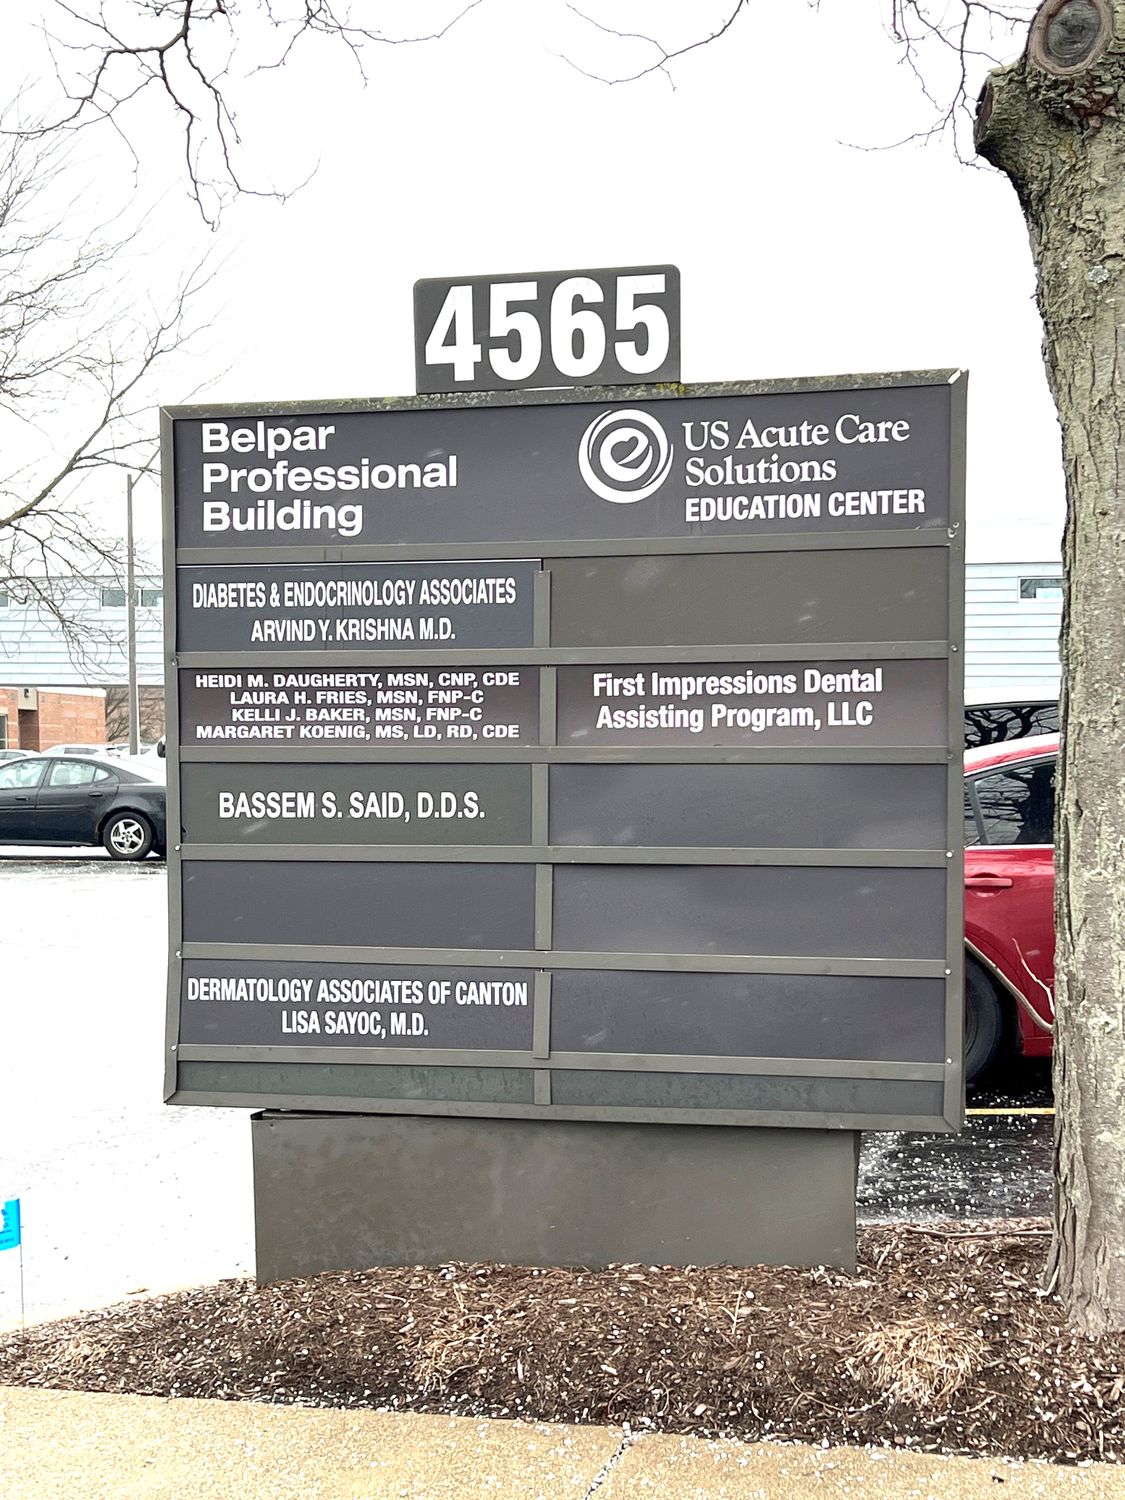 4565
Belpar
Professional
Building
US Acute Care
Solutions
EDUCATION CENTER
DIABETES & ENDOCRINOLOGY ASSOCIATES
ARVIND Y. KRISHNA M.D.
HEIDI M. DAUGHERTY, MSN, CNP, CDE
LAURA H. FRIES, MSN, FNP-C
KELLI J. BAKER, MSN, FNP-C
MARGARET KOENIG, MS, LD, RD, CDE
First Impressions Dental
Assisting Program, LLC
BASSEM S. SAID, D.D.S.
DERMATOLOGY ASSOCIATES OF CANTON
LISA SAYOC, M.D.